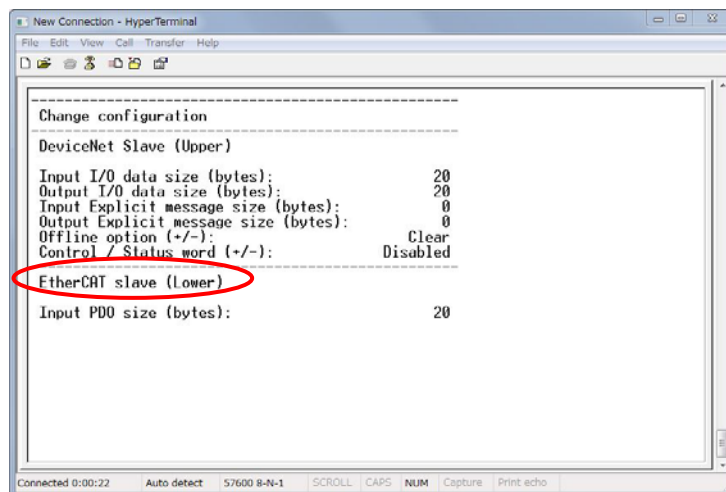 New Connection - HyperTerminal
File Edit View Call Transfer Help
Change configuration
DeviceNet Slave (Upper)
Input I/O data size (bytes): 20
Output I/O data size (bytes): 20
Input Explicit message size (bytes): 0
Output Explicit message size (bytes): 0
Offline option (+/-): Clear
Control / Status word (+/-): Disabled
EtherCAT slave (Lower)
Input PDO size (bytes): 20
Connected 0:00:22 Auto detect 57600 8-N-1 SCROLL CAPS NUM Capture Print echo